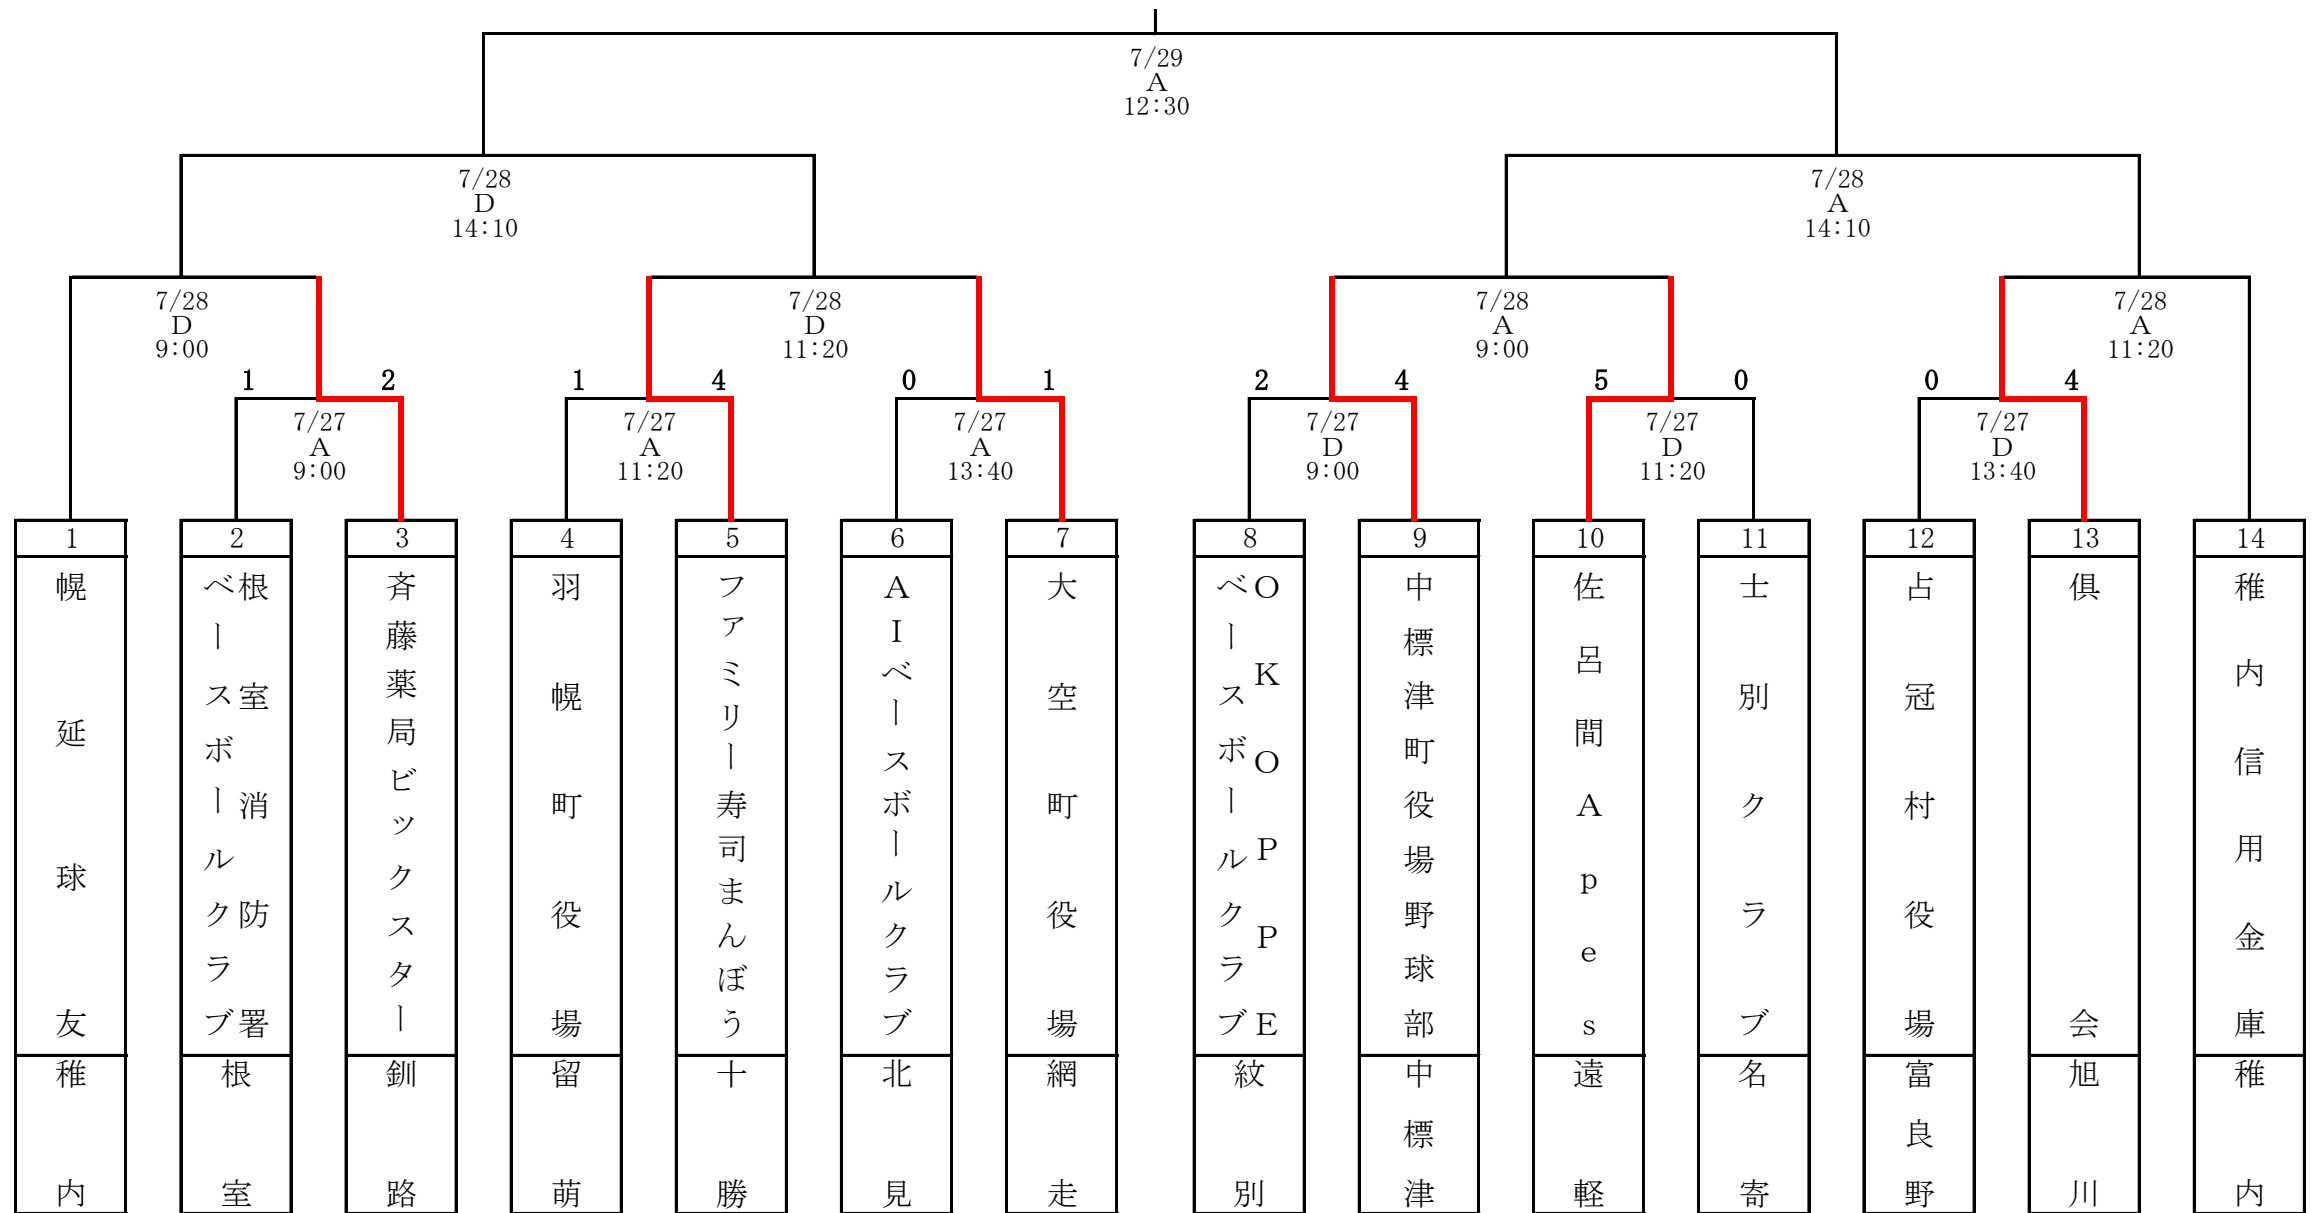 7/29
A
12:30
7/28
D
14:10
7/28
A
14:10
7/28
D
9:00
7/28
D
11:20
7/28
A
9:00
7/28
A
11:20
1 2
1 4
0 1
2 4
5 0
0 4
7/27
A
9:00
7/27
A
11:20
7/27
A
13:40
7/27
D
9:00
7/27
D
11:20
7/27
D
13:40
1
幌延球友
稚内
2
根室消防署
ベースボールクラブ
根室
3
斉藤薬局ビックスター
釧路
4
羽幌町役場
留萌
5
ファミリー寿司まんぼう
十勝
6
AIベースボールクラブ
北見
7
大空町役場
網走
8
OKOPPE
ベースボールクラブ
紋別
9
中標津町役場野球部
中標津
10
佐呂間Apes
遠軽
11
士別クラブ
名寄
12
占冠村役場
富良野
13
倶会
旭川
14
稚内信用金庫
稚内